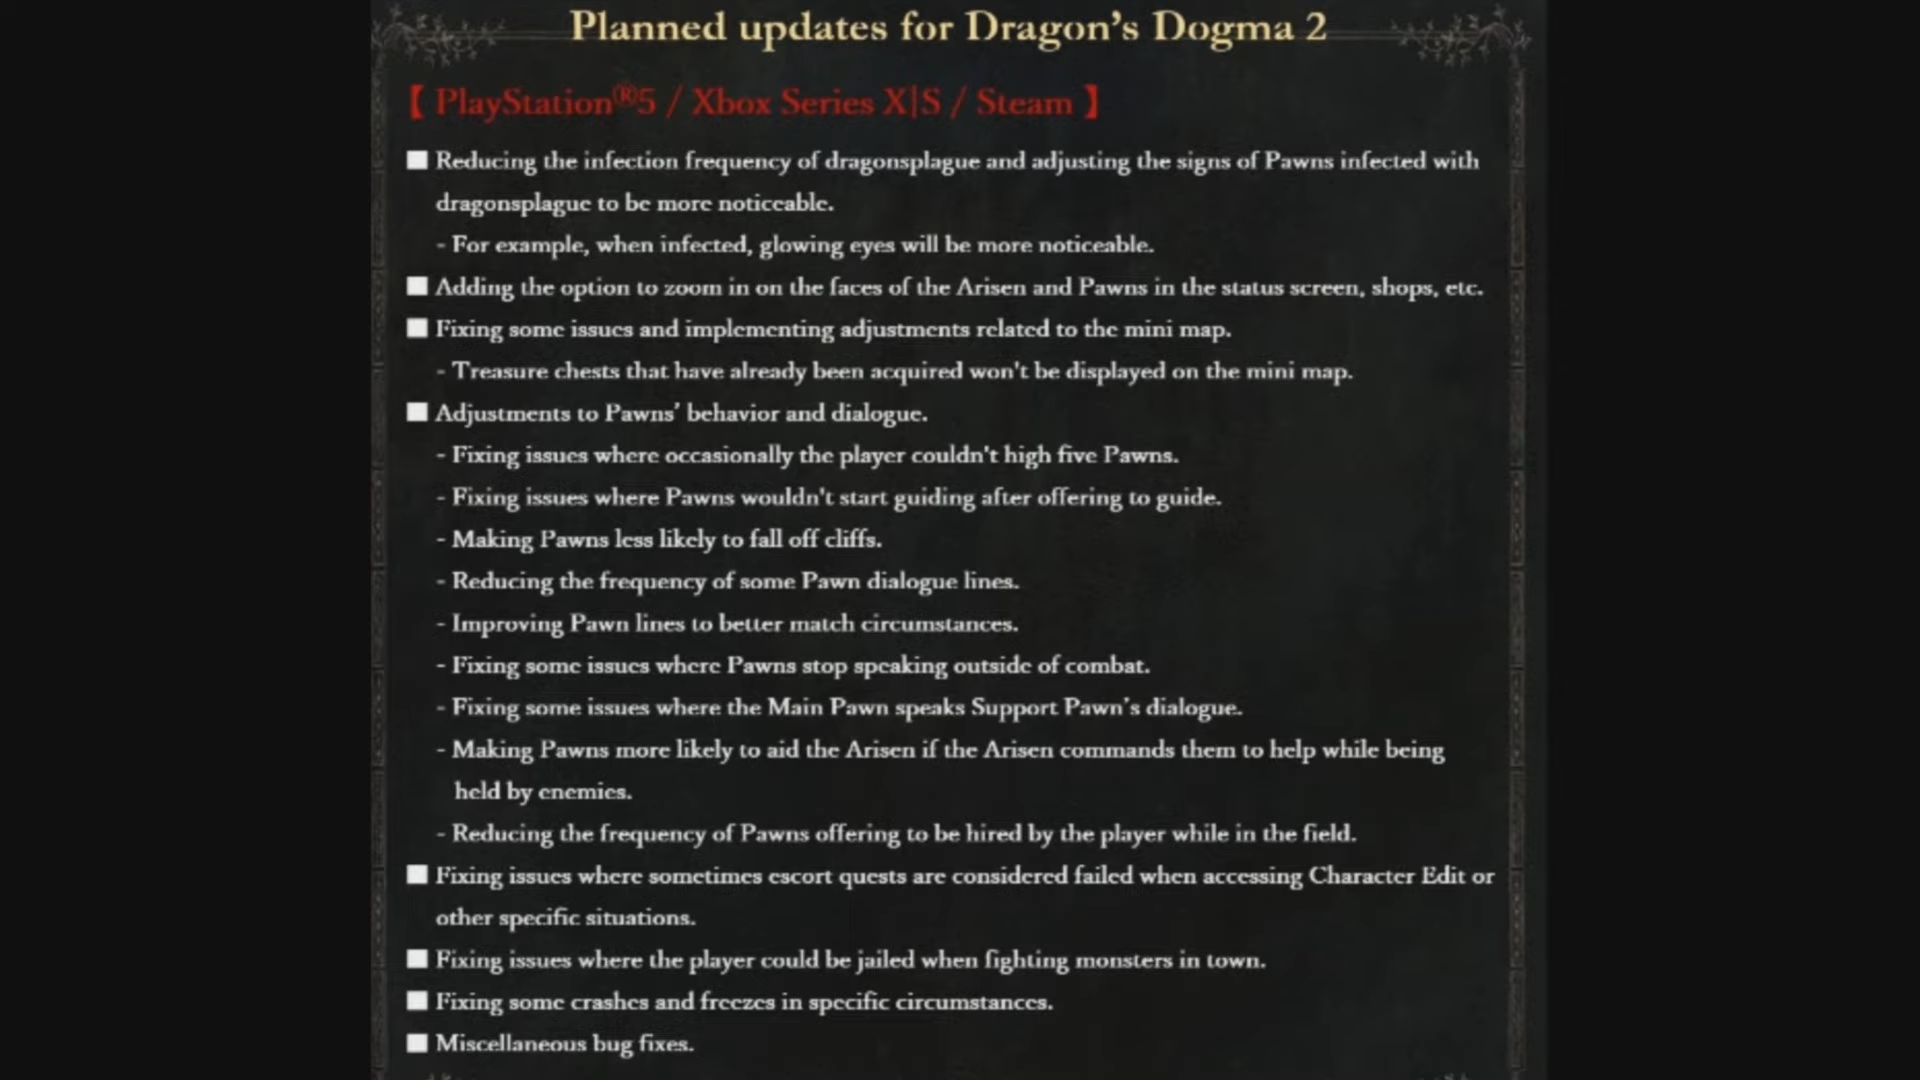 Planned updates for Dragon's Dogma 2
【 PlayStation®5 / Xbox Series X|S / Steam 】
■ Reducing the infection frequency of dragonsplague and adjusting the signs of Pawns infected with
dragonsplague to be more noticeable.
- For example, when infected, glowing eyes will be more noticeable.
■ Adding the option to zoom in on the faces of the Arisen and Pawns in the status screen, shops, etc.
■ Fixing some issues and implementing adjustments related to the mini map.
- Treasure chests that have already been acquired won't be displayed on the mini map.
■ Adjustments to Pawns' behavior and dialogue.
- Fixing issues where occasionally the player couldn't high five Pawns.
- Fixing issues where Pawns wouldn't start guiding after offering to guide.
- Making Pawns less likely to fall off cliffs.
- Reducing the frequency of some Pawn dialogue lines.
- Improving Pawn lines to better match circumstances.
- Fixing some issues where Pawns stop speaking outside of combat.
- Fixing some issues where the Main Pawn speaks Support Pawn's dialogue.
- Making Pawns more likely to aid the Arisen if the Arisen commands them to help while being
held by enemies.
- Reducing the frequency of Pawns offering to be hired by the player while in the field.
■ Fixing issues where sometimes escort quests are considered failed when accessing Character Edit or
other specific situations.
■ Fixing issues where the player could be jailed when fighting monsters in town.
■ Fixing some crashes and freezes in specific circumstances.
■ Miscellaneous bug fixes.